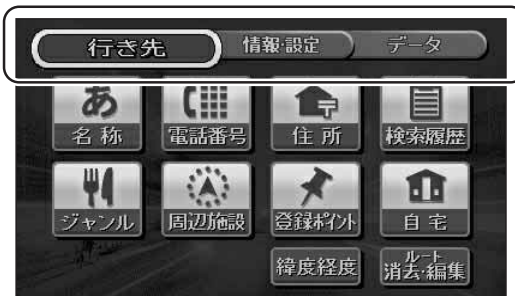 行き先 情報・設定 データ
あ
名称 電話番号 住所 検索履歴
ジャンル 周辺施設 登録ポイント 自宅
緯度経度 ルート
消去・編集